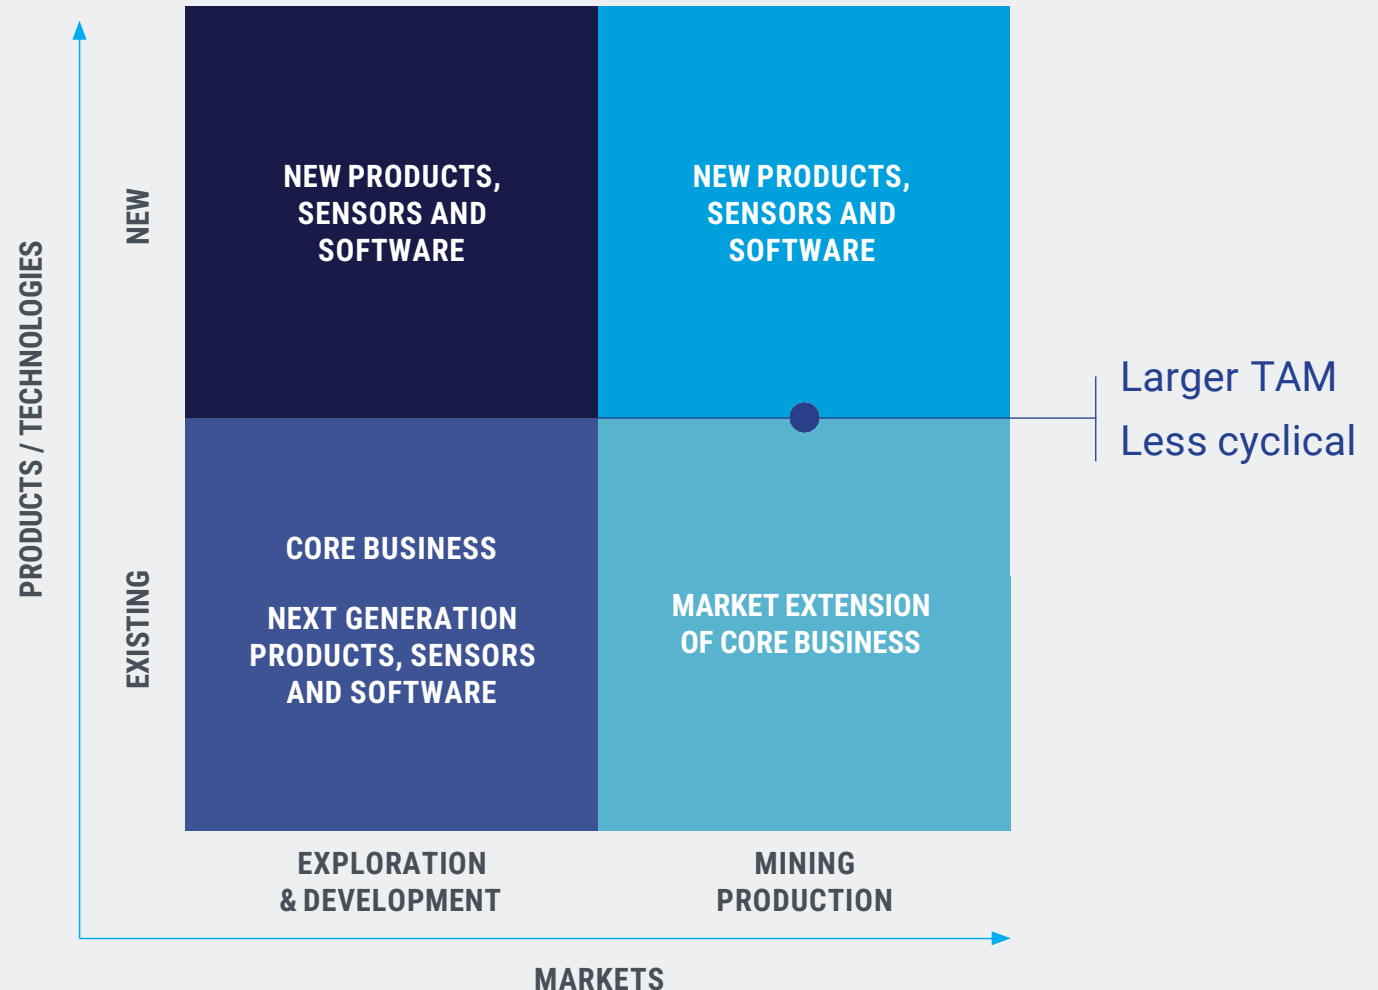 PRODUCTS / TECHNOLOGIES
NEW
EXISTING
NEW PRODUCTS,
SENSORS AND
SOFTWARE
NEW PRODUCTS,
SENSORS AND
SOFTWARE
Larger TAM
Less cyclical
CORE BUSINESS
NEXT GENERATION
PRODUCTS, SENSORS
AND SOFTWARE
MARKET EXTENSION
OF CORE BUSINESS
EXPLORATION
& DEVELOPMENT
MINING
PRODUCTION
MARKETS